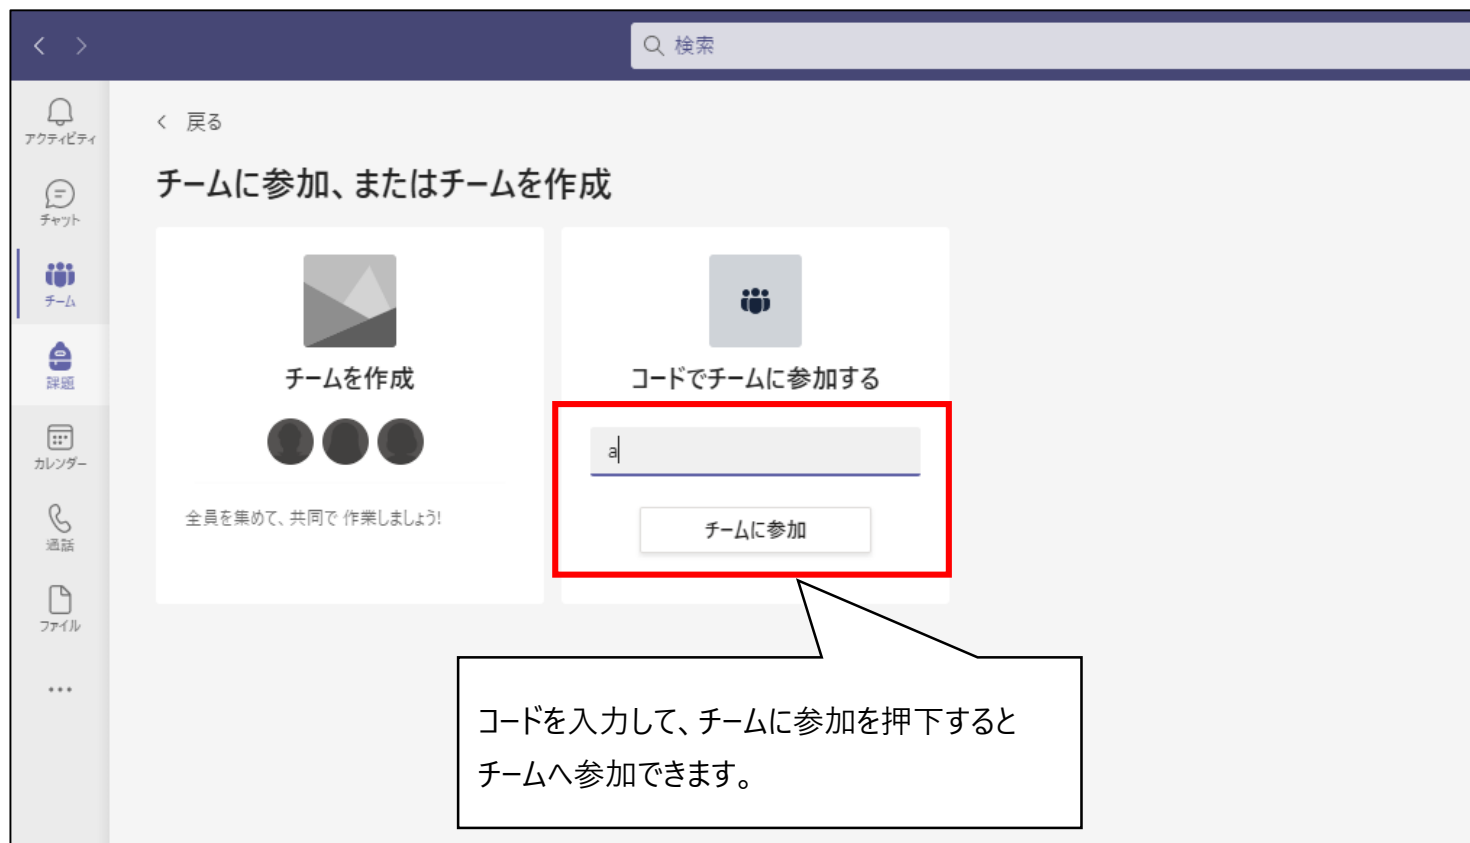 検索
アクティビティ
チャット
チーム
課題
カレンダー
通話
ファイル
戻る
チームに参加、またはチームを作成
チームを作成
全員を集めて、共同で 作業しましょう!
コードでチームに参加する
a
チームに参加
コードを入力して、チームに参加を押下すると
チームへ参加できます。